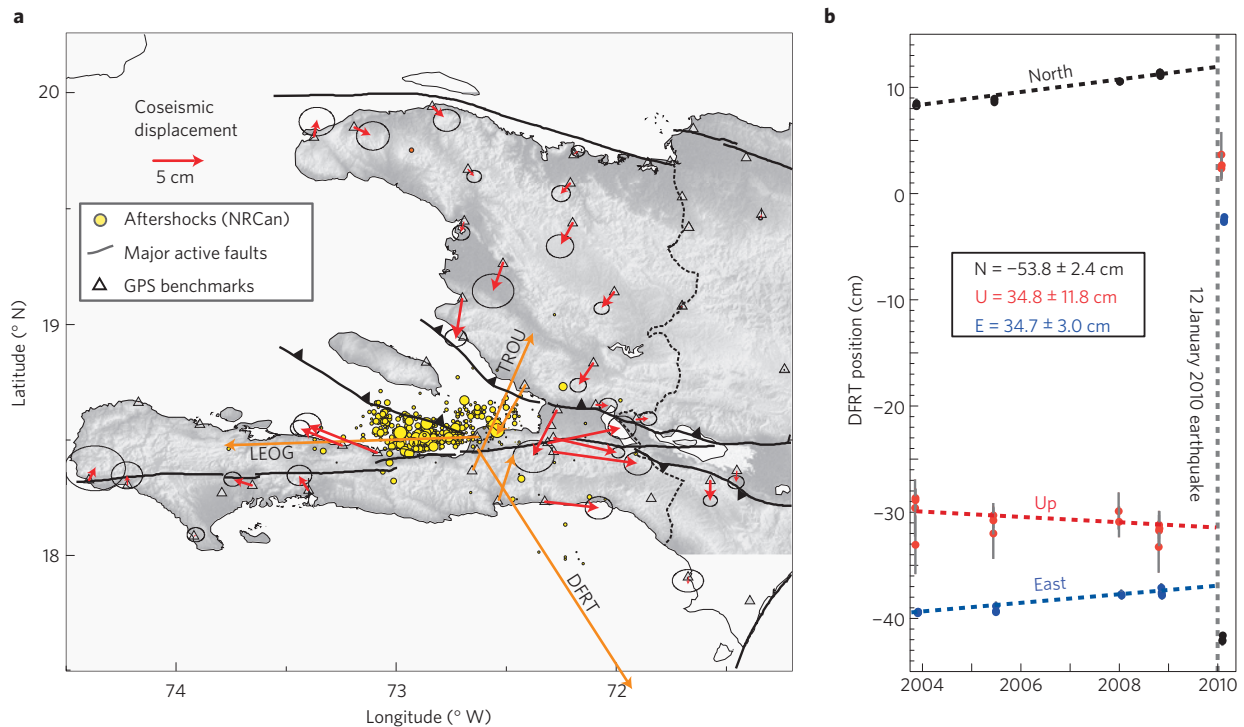 a
Coseismic
displacement
5 cm
Aftershocks (NRCan)
Major active faults
GPS benchmarks
TROU
LEOG
DFRT
20
19
18
Latitude (° N)
74
73
72
Longitude (° W)
b
10
0
−10
−20
−30
−40
DFRT position (cm)
North
N = −53.8 ± 2.4 cm
U = 34.8 ± 11.8 cm
E = 34.7 ± 3.0 cm
12 January 2010 earthquake
Up
East
2004
2006
2008
2010